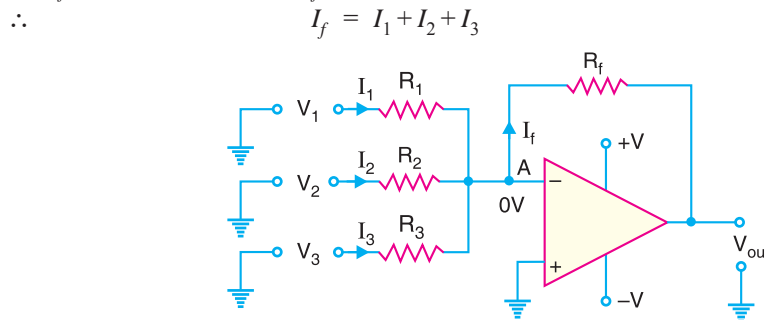 ∴ I_f = I_1 + I_2 + I_3
R_f
I_1 R_1
V_1
I_f
+V
I_2 R_2
A
V_2
−
0V
I_3 R_3
V_3
+
V_ou
−V